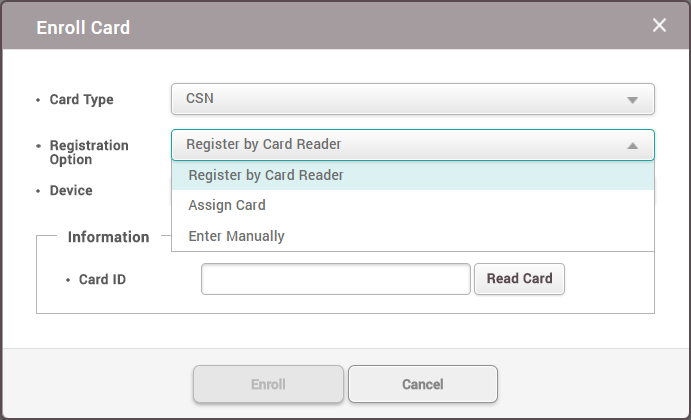 Enroll Card
Card Type
CSN
Registration
Option
Register by Card Reader
Register by Card Reader
Device
Assign Card
Enter Manually
Information
Card ID
Read Card
Enroll
Cancel